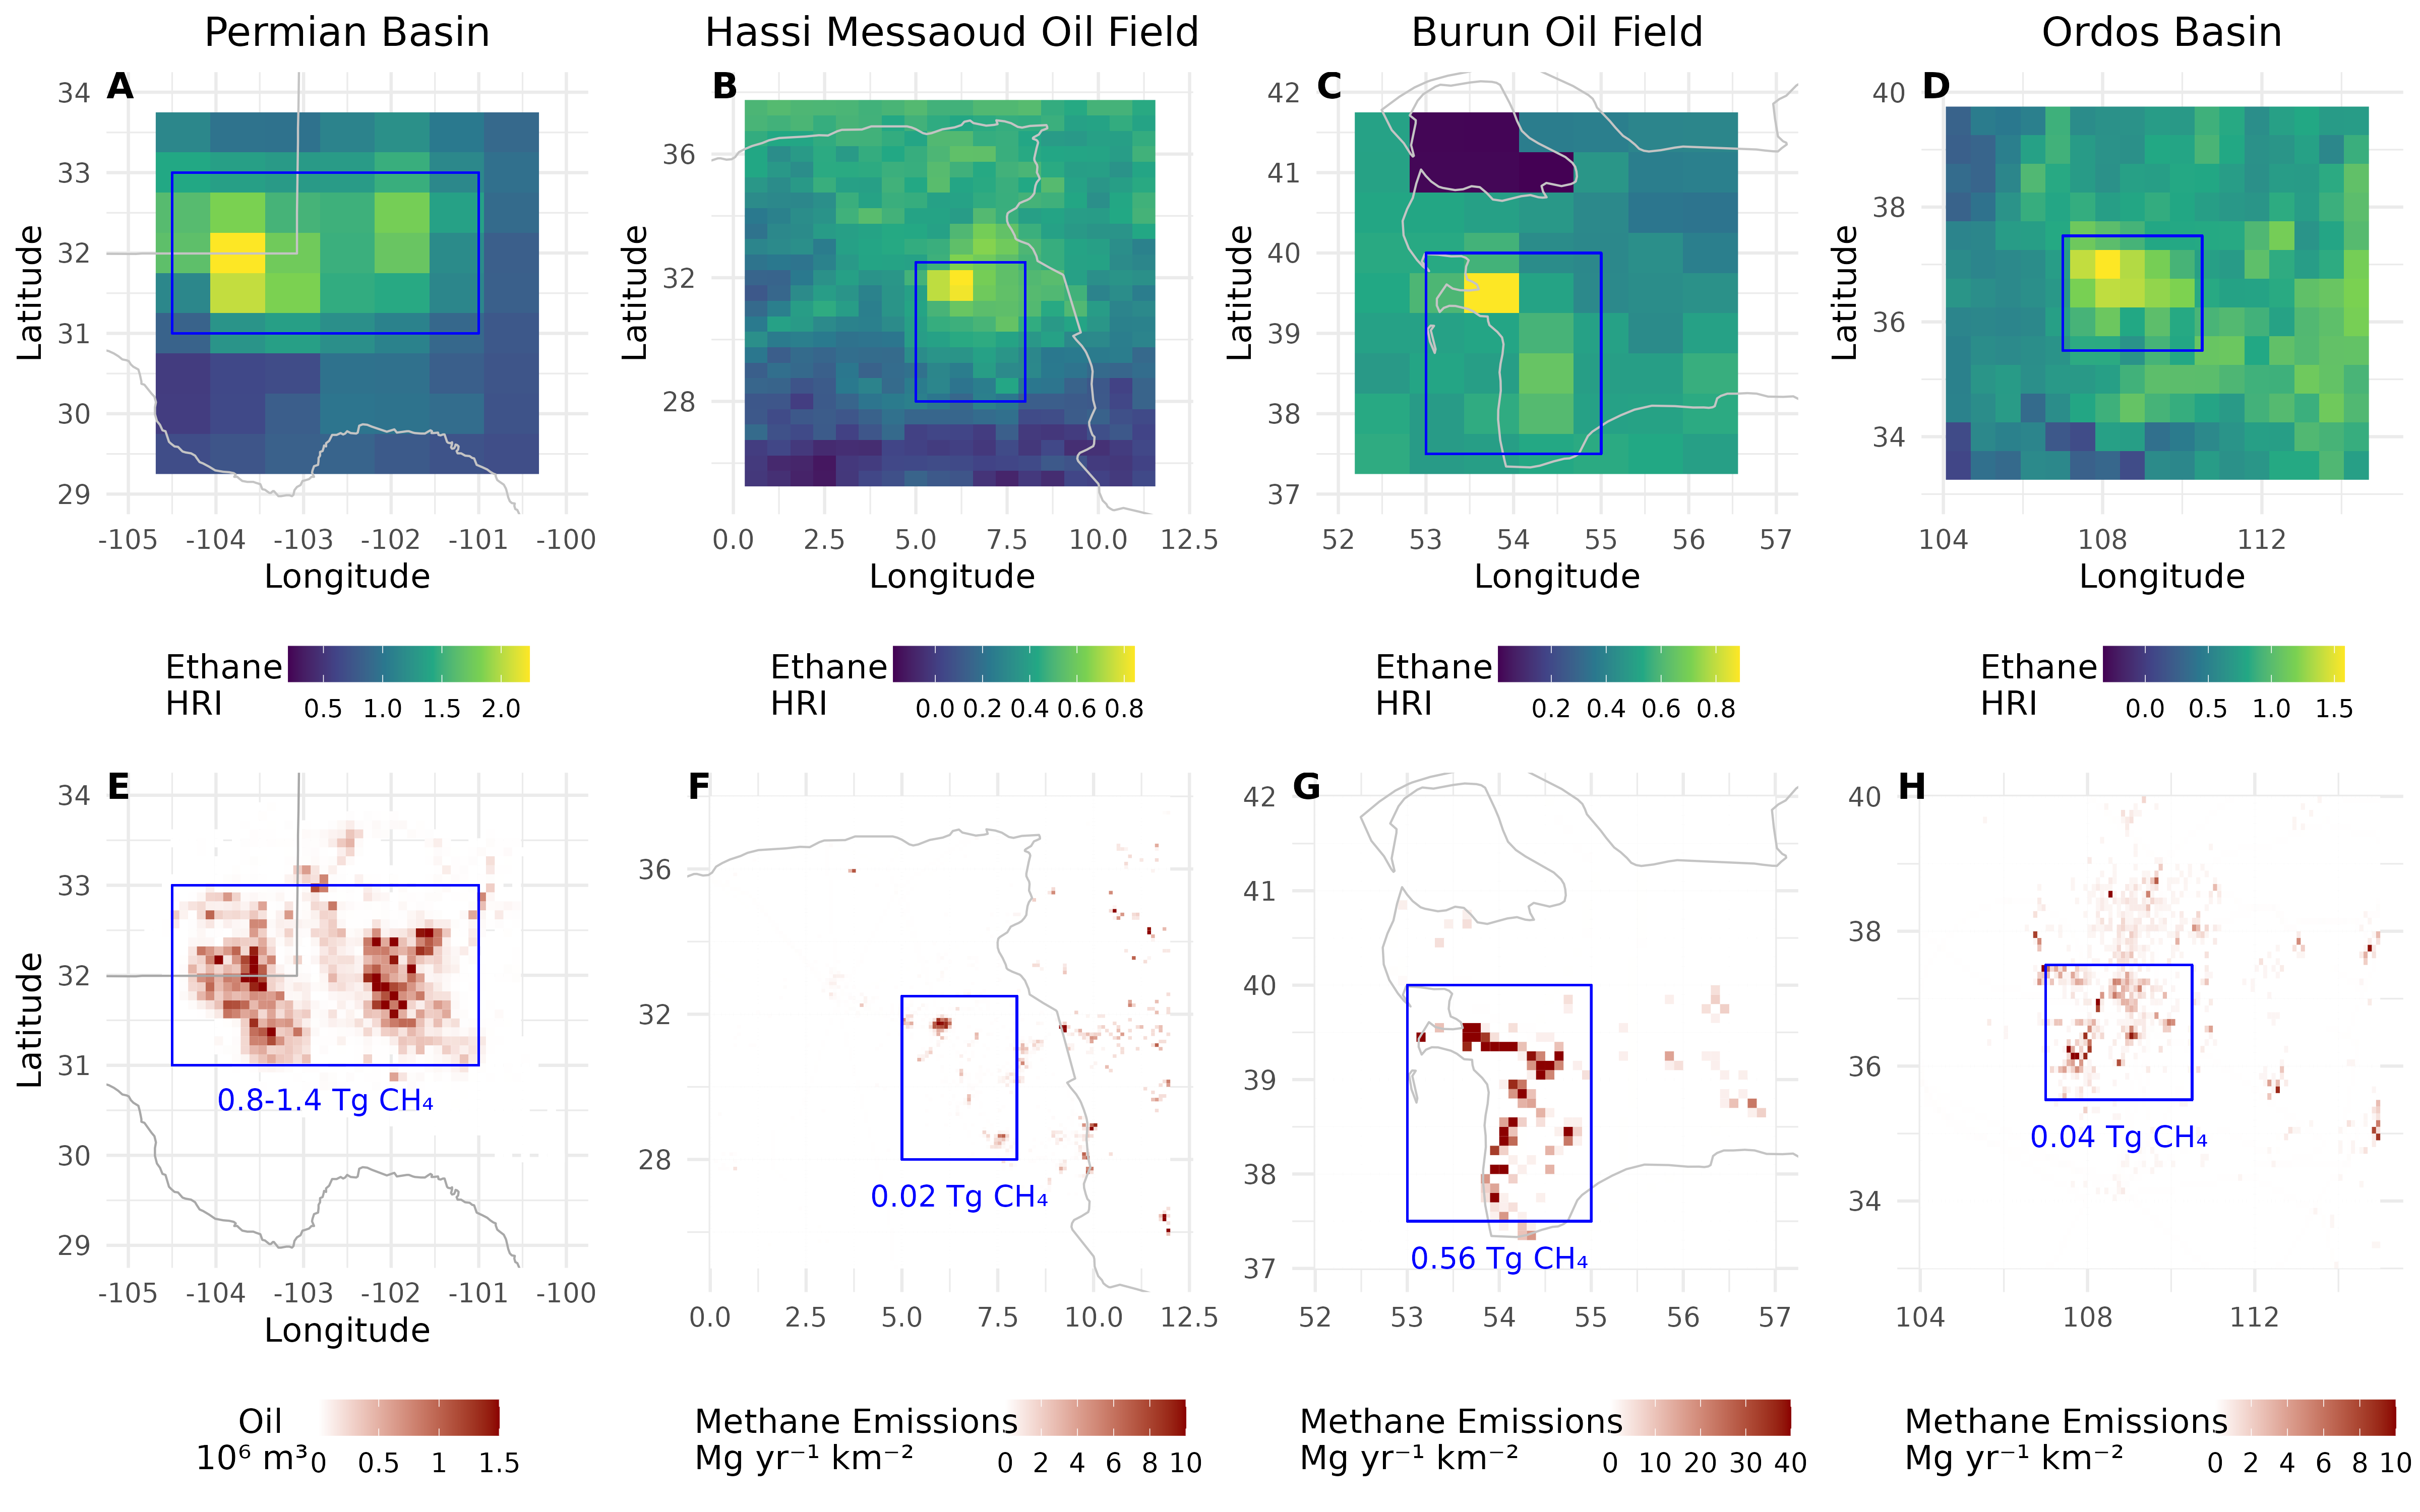 Permian Basin
Hassi Messaoud Oil Field
Burun Oil Field
Ordos Basin
A
34
33
32
31
30
29
Latitude
-105 -104 -103 -102 -101 -100
Longitude
B
36
32
28
Latitude
0.0 2.5 5.0 7.5 10.0 12.5
Longitude
C
42
41
40
39
38
37
Latitude
52 53 54 55 56 57
Longitude
D
40
38
36
34
Latitude
104 108 112
Longitude
Ethane
HRI
0.5 1.0 1.5 2.0
Ethane
HRI
0.0 0.2 0.4 0.6 0.8
Ethane
HRI
0.2 0.4 0.6 0.8
Ethane
HRI
0.0 0.5 1.0 1.5
E
34
33
32
31
30
29
Latitude
0.8-1.4 Tg CH₄
-105 -104 -103 -102 -101 -100
Longitude
F
36
32
28
0.02 Tg CH₄
0.0 2.5 5.0 7.5 10.0 12.5
G
42
41
40
39
38
37
0.56 Tg CH₄
52 53 54 55 56 57
H
40
38
36
34
0.04 Tg CH₄
104 108 112
Oil
10⁶ m³
0 0.5 1 1.5
Methane Emissions
Mg yr⁻¹ km⁻²
0 2 4 6 8 10
Methane Emissions
Mg yr⁻¹ km⁻²
0 10 20 30 40
Methane Emissions
Mg yr⁻¹ km⁻²
0 2 4 6 8 10